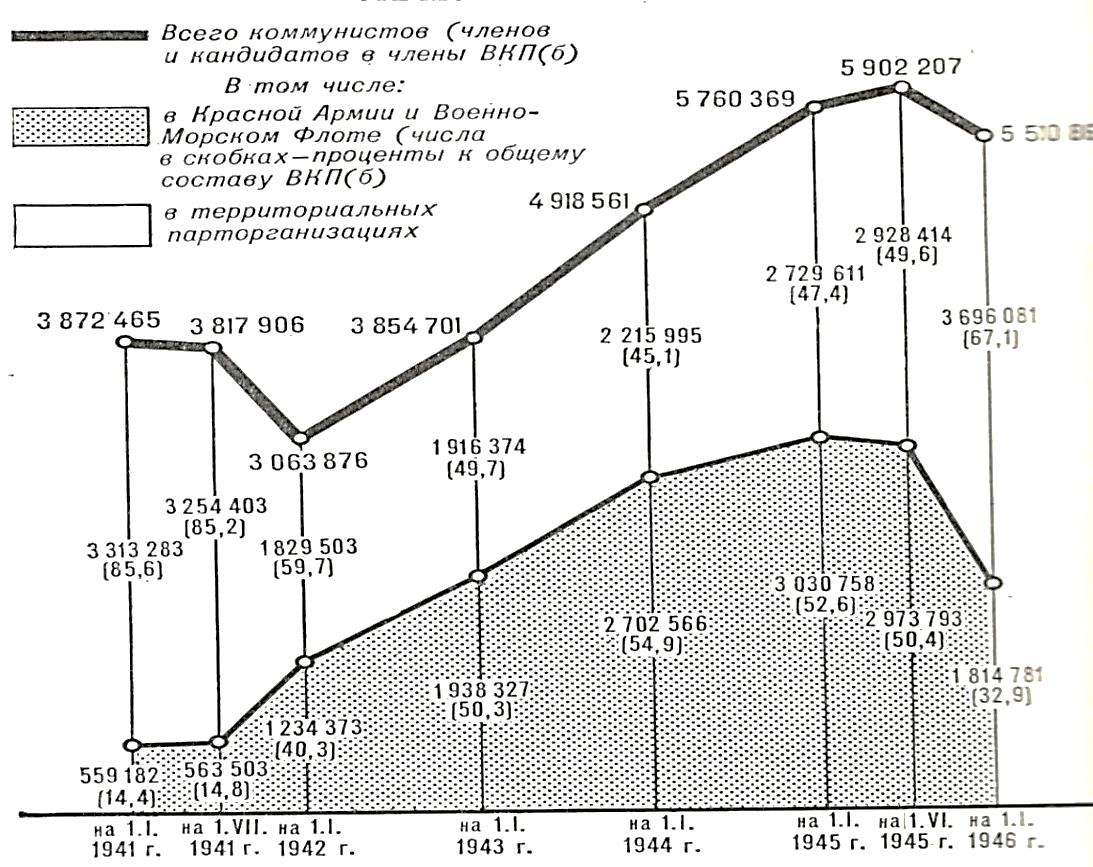 Всего коммунистов (членов
и кандидатов в члены ВКП(б)
В том числе:
в Красной Армии и Военно-
Морском Флоте (числа
в скобках—проценты к общему
составу ВКП(б)
в территориальных
парторганизациях
5 902 207
5 760 369
4 918 561
3 872 465
3 817 906
3 854 701
3 063 876
2 928 414
(49,6)
2 729 611
(47,4)
3 696 081
(67,1)
2 215 995
(45,1)
1 916 374
(49,7)
3 254 403
(85,2)
3 313 283
(85,6)
1 829 503
(59,7)
3 030 758
(52,6)
2 973 793
(50,4)
2 702 566
(54,9)
1 814 781
(32,9)
1 938 327
(50,3)
1 234 373
(40,3)
559 182
(14,4)
563 503
(14,8)
на 1.I.
1941 г.
на 1.VII.
1941 г.
на 1.I.
1942 г.
на 1.I.
1943 г.
на 1.I.
1944 г.
на 1.I.
1945 г.
на 1.VI.
1945 г.
на 1.I.
1946 г.